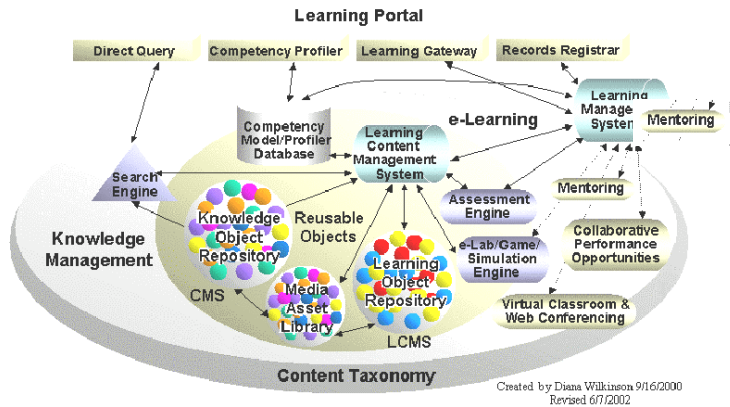 Learning Portal
Direct Query
Competency Profiler
Learning Gateway
Records Registrar
Learning
Management
System
Mentoring
Competency
Model/Profiler
Database
Learning
Content
Management
System
e-Learning
Search
Engine
Mentoring
Assessment
Engine
Knowledge
Object
Repository
Reusable
Objects
Knowledge
Management
e-Lab/Game/
Simulation
Engine
Collaborative
Performance
Opportunities
Learning
Object
Repository
CMS
Media
Asset
Library
LCMS
Virtual Classroom &
Web Conferencing
Content Taxonomy
Created by Diana Wilkinson 9/16/2000
Revised 6/7/2002